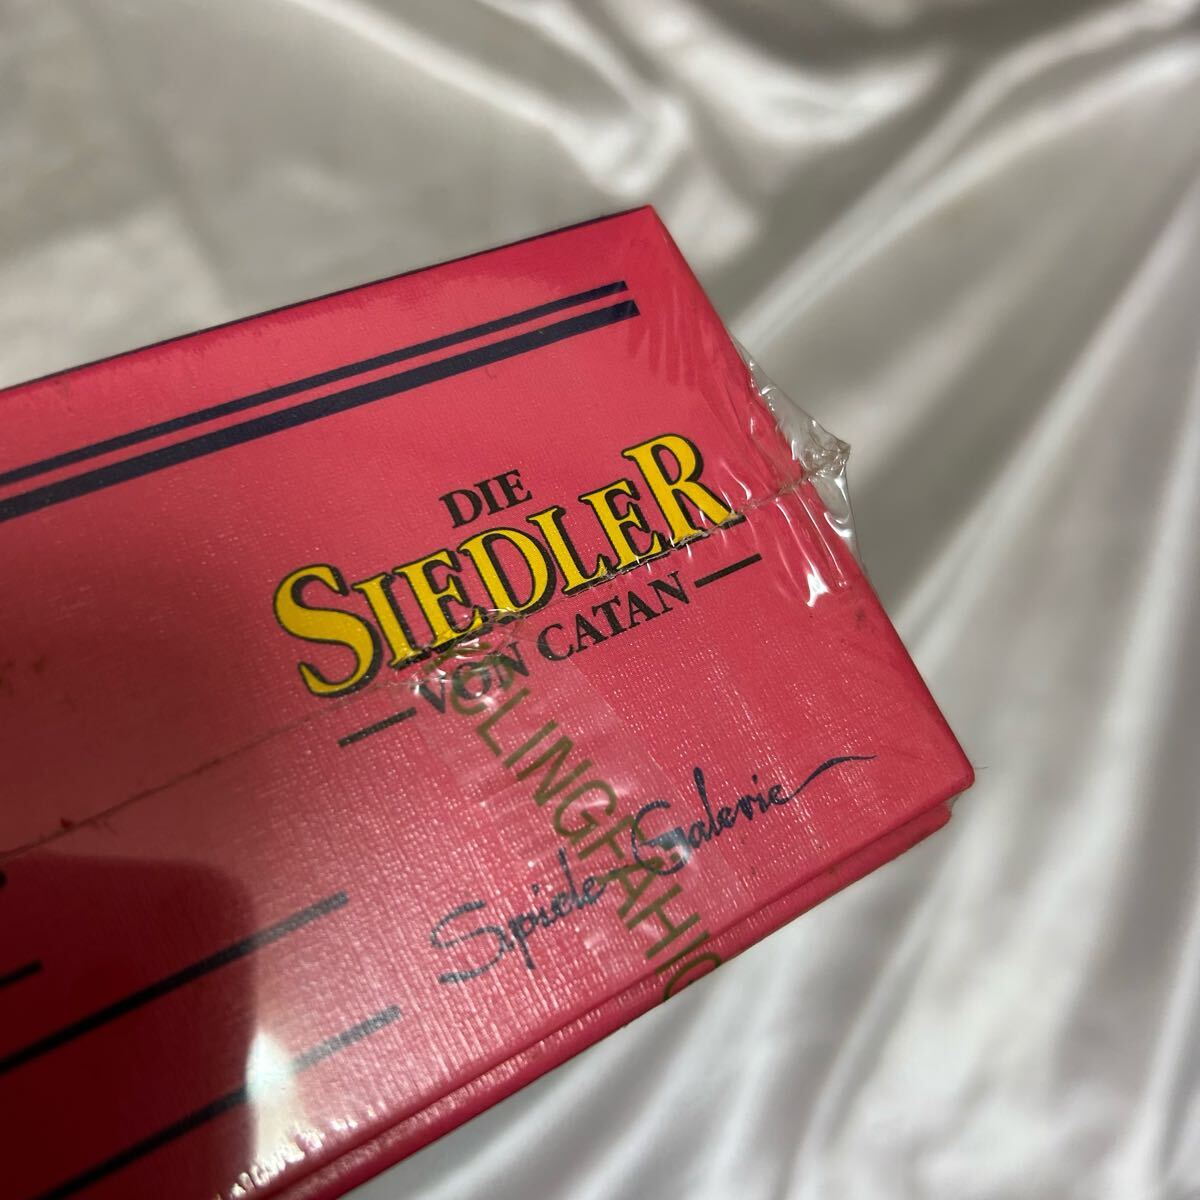 DIE
SIEDLER
VON CATAN
Spiele Galerie